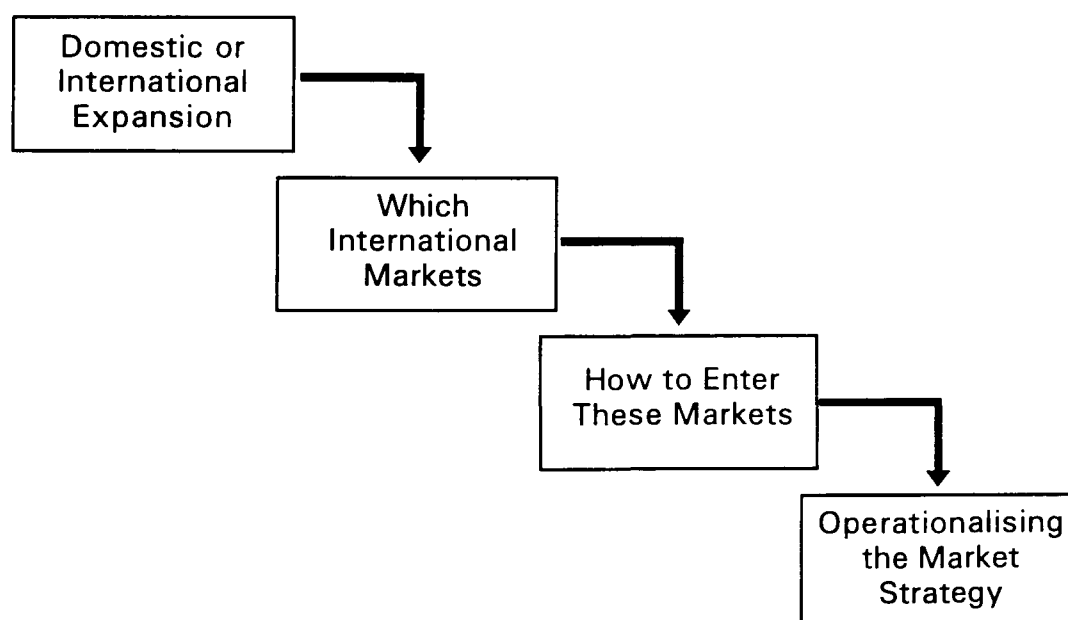 Domestic or
International
Expansion
Which
International
Markets
How to Enter
These Markets
Operationalising
the Market
Strategy